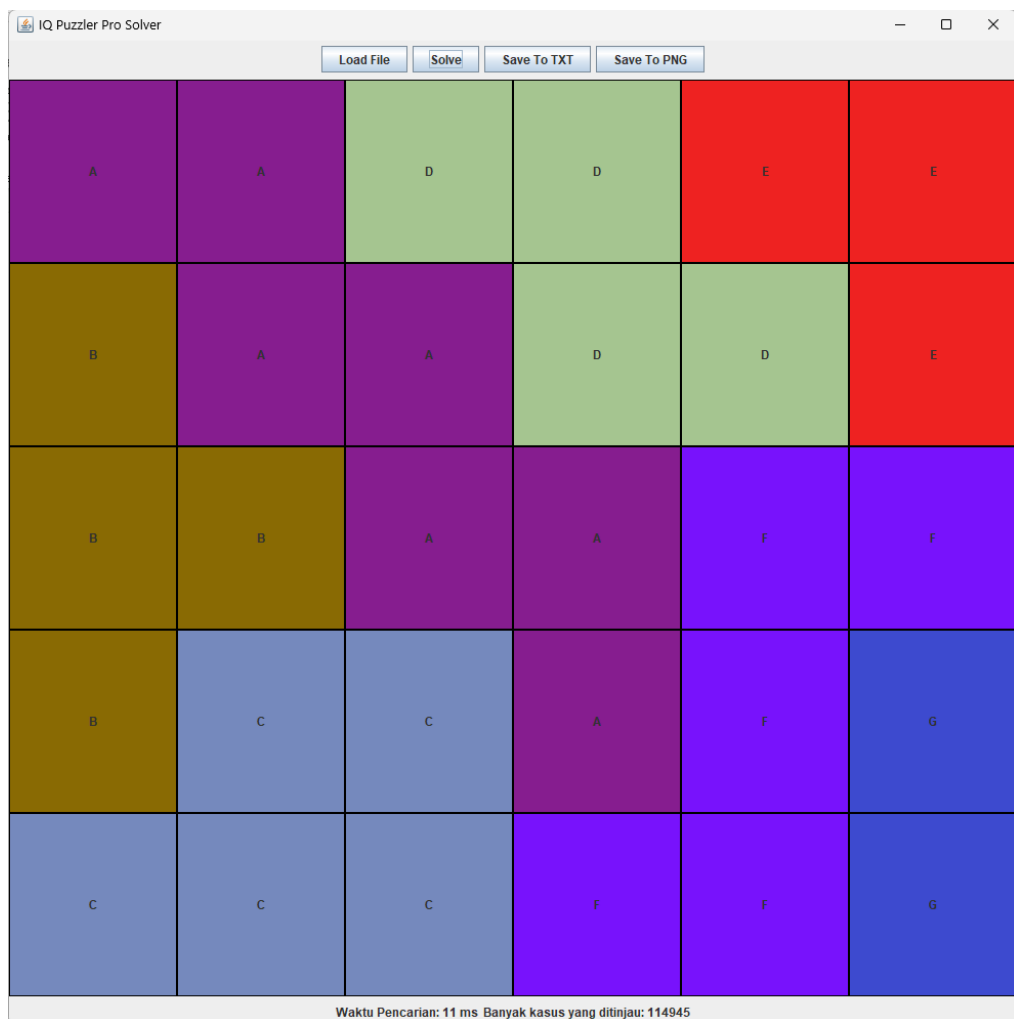 IQ Puzzler Pro Solver
Load File Solve Save To TXT Save To PNG
A A D D E E
B A A D D E
B B A A F F
B C C A F G
C C C F F G
Waktu Pencarian: 11 ms Banyak kasus yang ditinjau: 114945